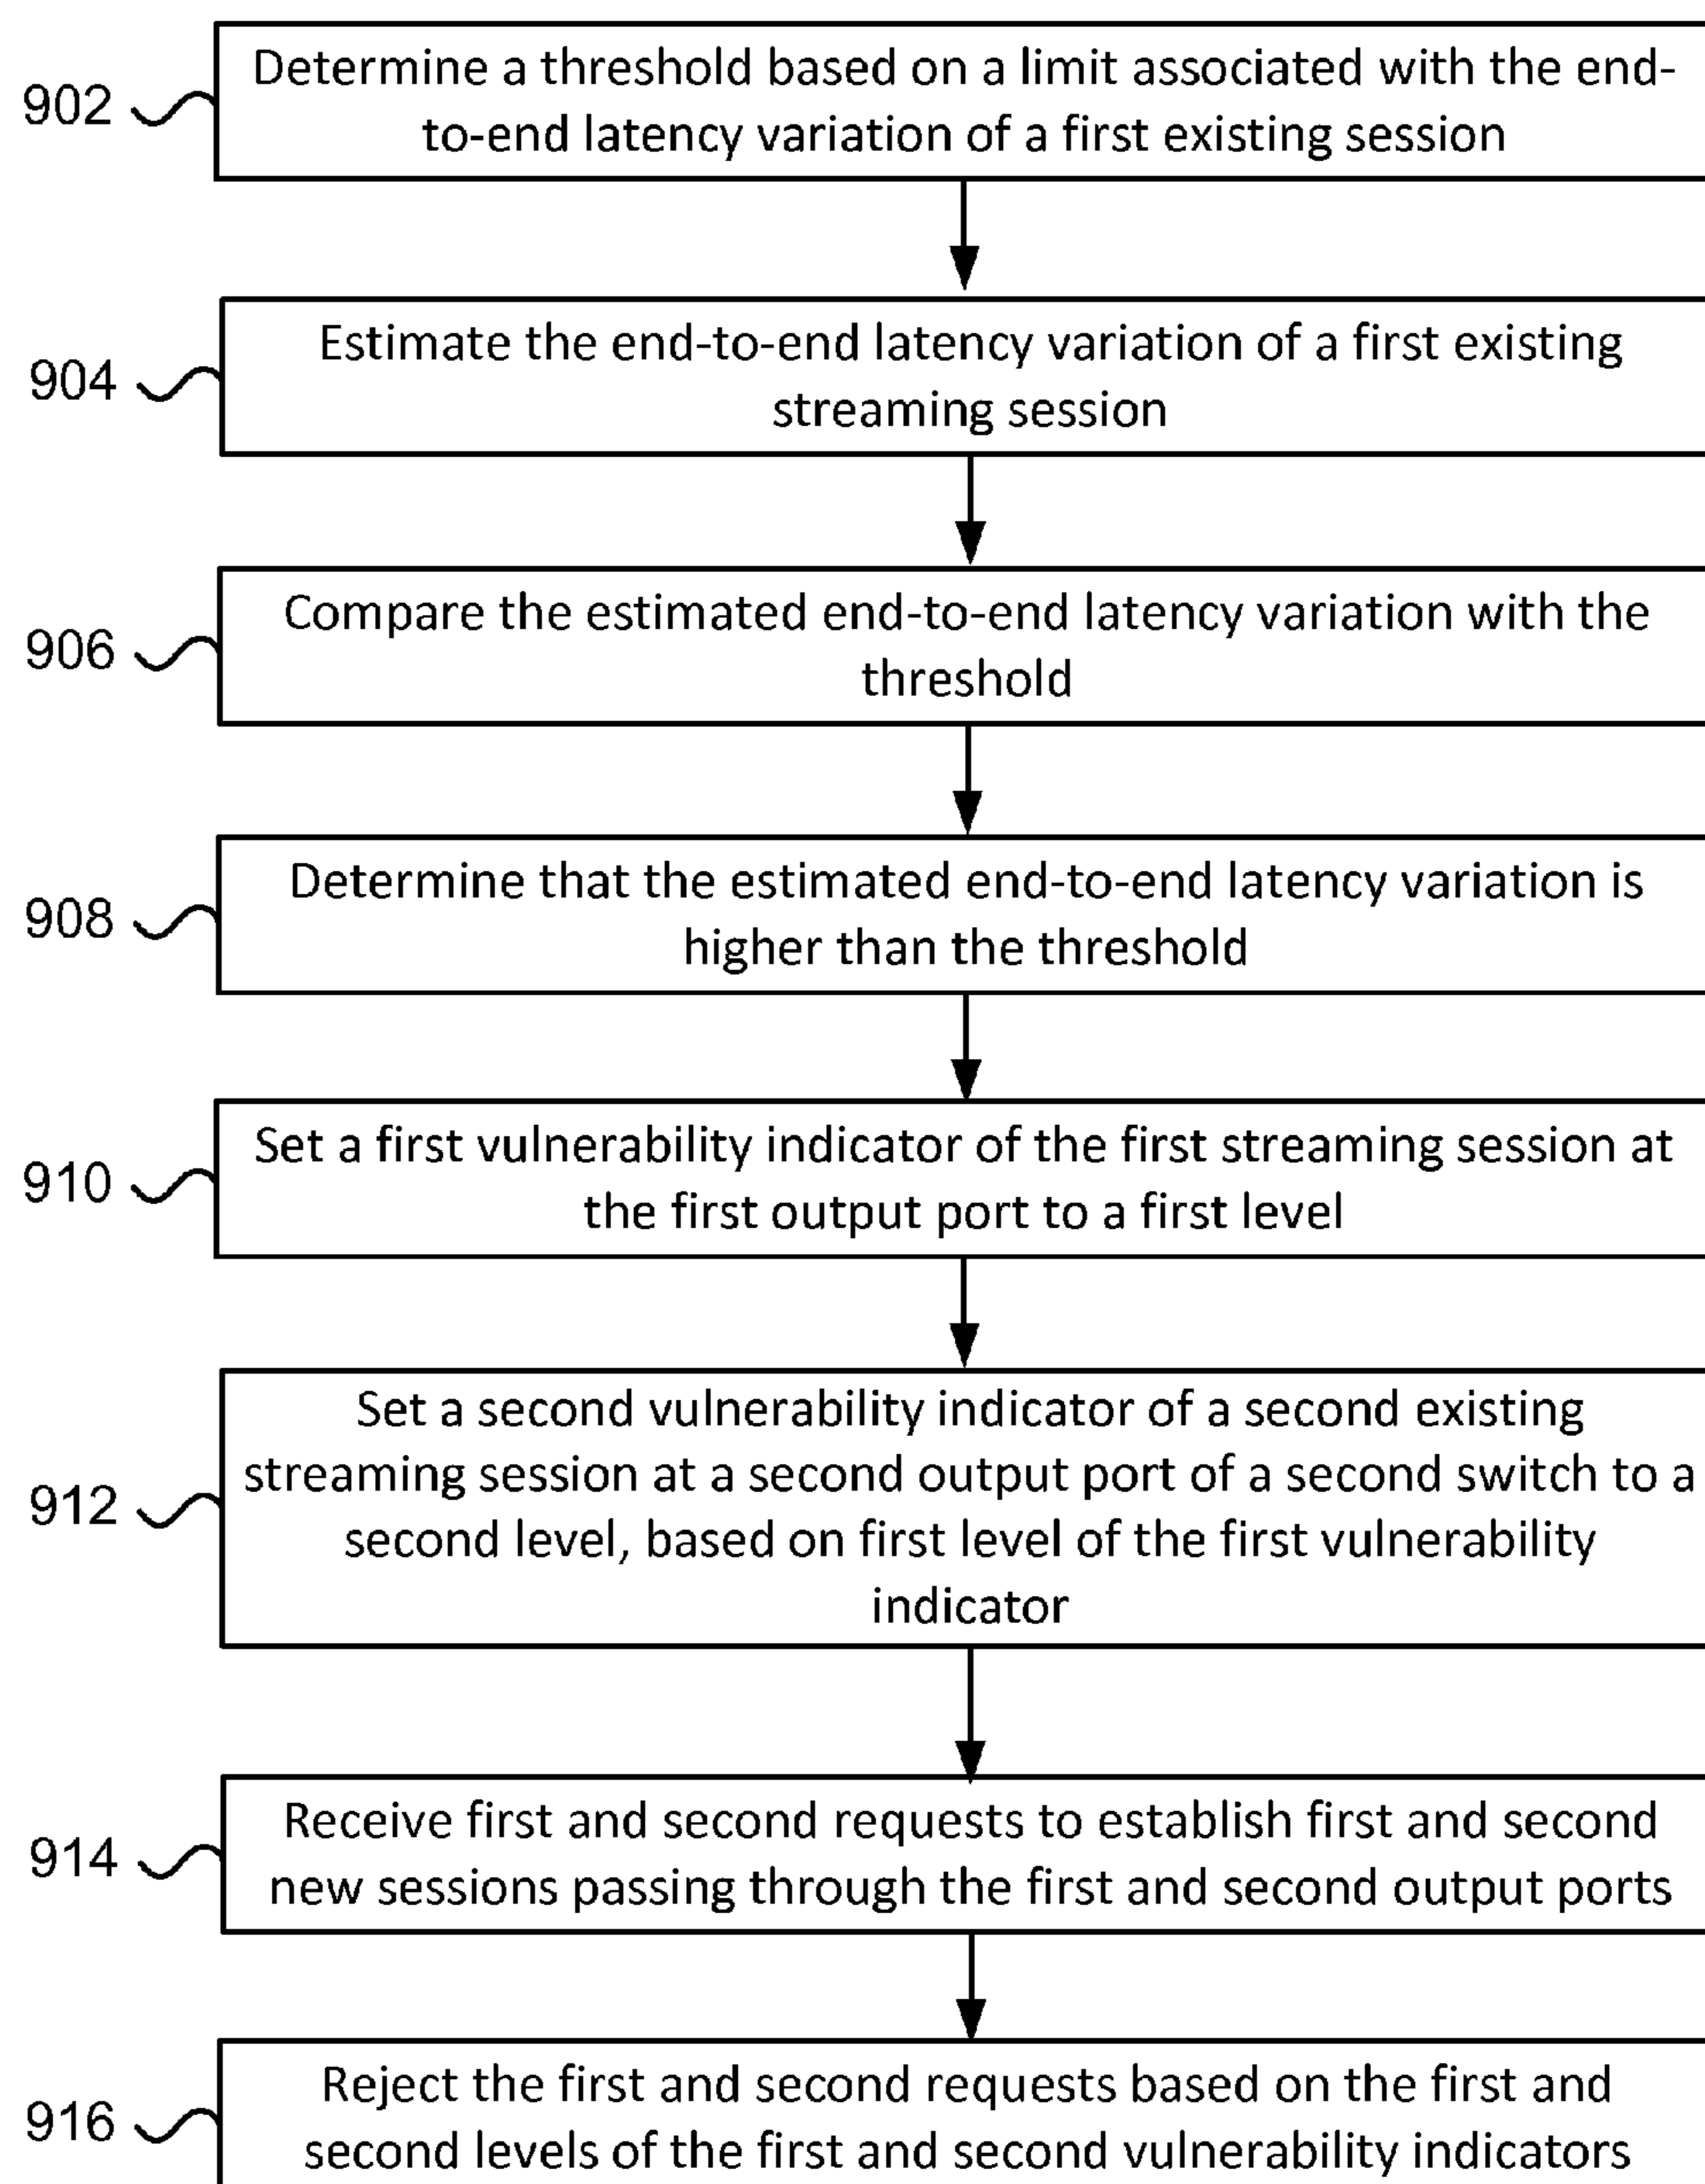 902
Determine a threshold based on a limit associated with the end-
to-end latency variation of a first existing session
904
Estimate the end-to-end latency variation of a first existing
streaming session
906
Compare the estimated end-to-end latency variation with the
threshold
908
Determine that the estimated end-to-end latency variation is
higher than the threshold
910
Set a first vulnerability indicator of the first streaming session at
the first output port to a first level
912
Set a second vulnerability indicator of a second existing
streaming session at a second output port of a second switch to a
second level, based on first level of the first vulnerability
indicator
914
Receive first and second requests to establish first and second
new sessions passing through the first and second output ports
916
Reject the first and second requests based on the first and
second levels of the first and second vulnerability indicators